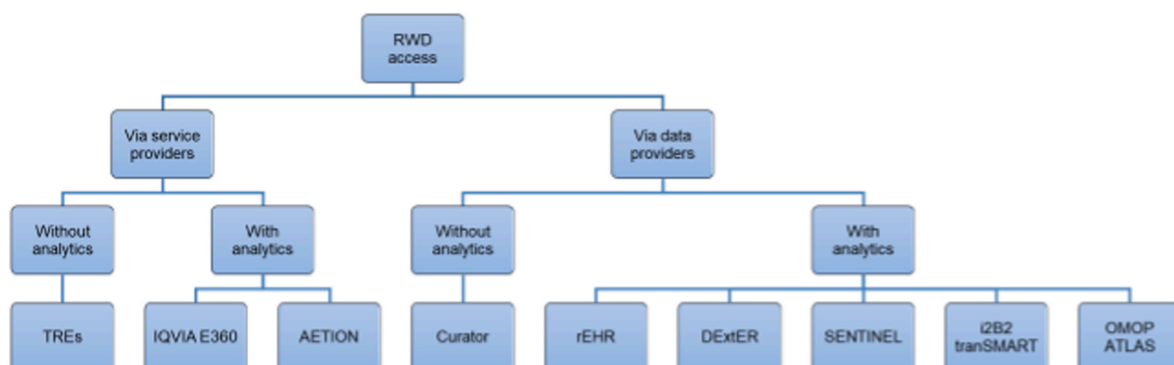 RWD
access
Via service
providers
Via data
providers
Without
analytics
With
analytics
Without
analytics
With
analytics
TREs
IQVIA E360
AETION
Curator
rEHR
DExtER
SENTINEL
i2B2
tranSMART
OMOP
ATLAS